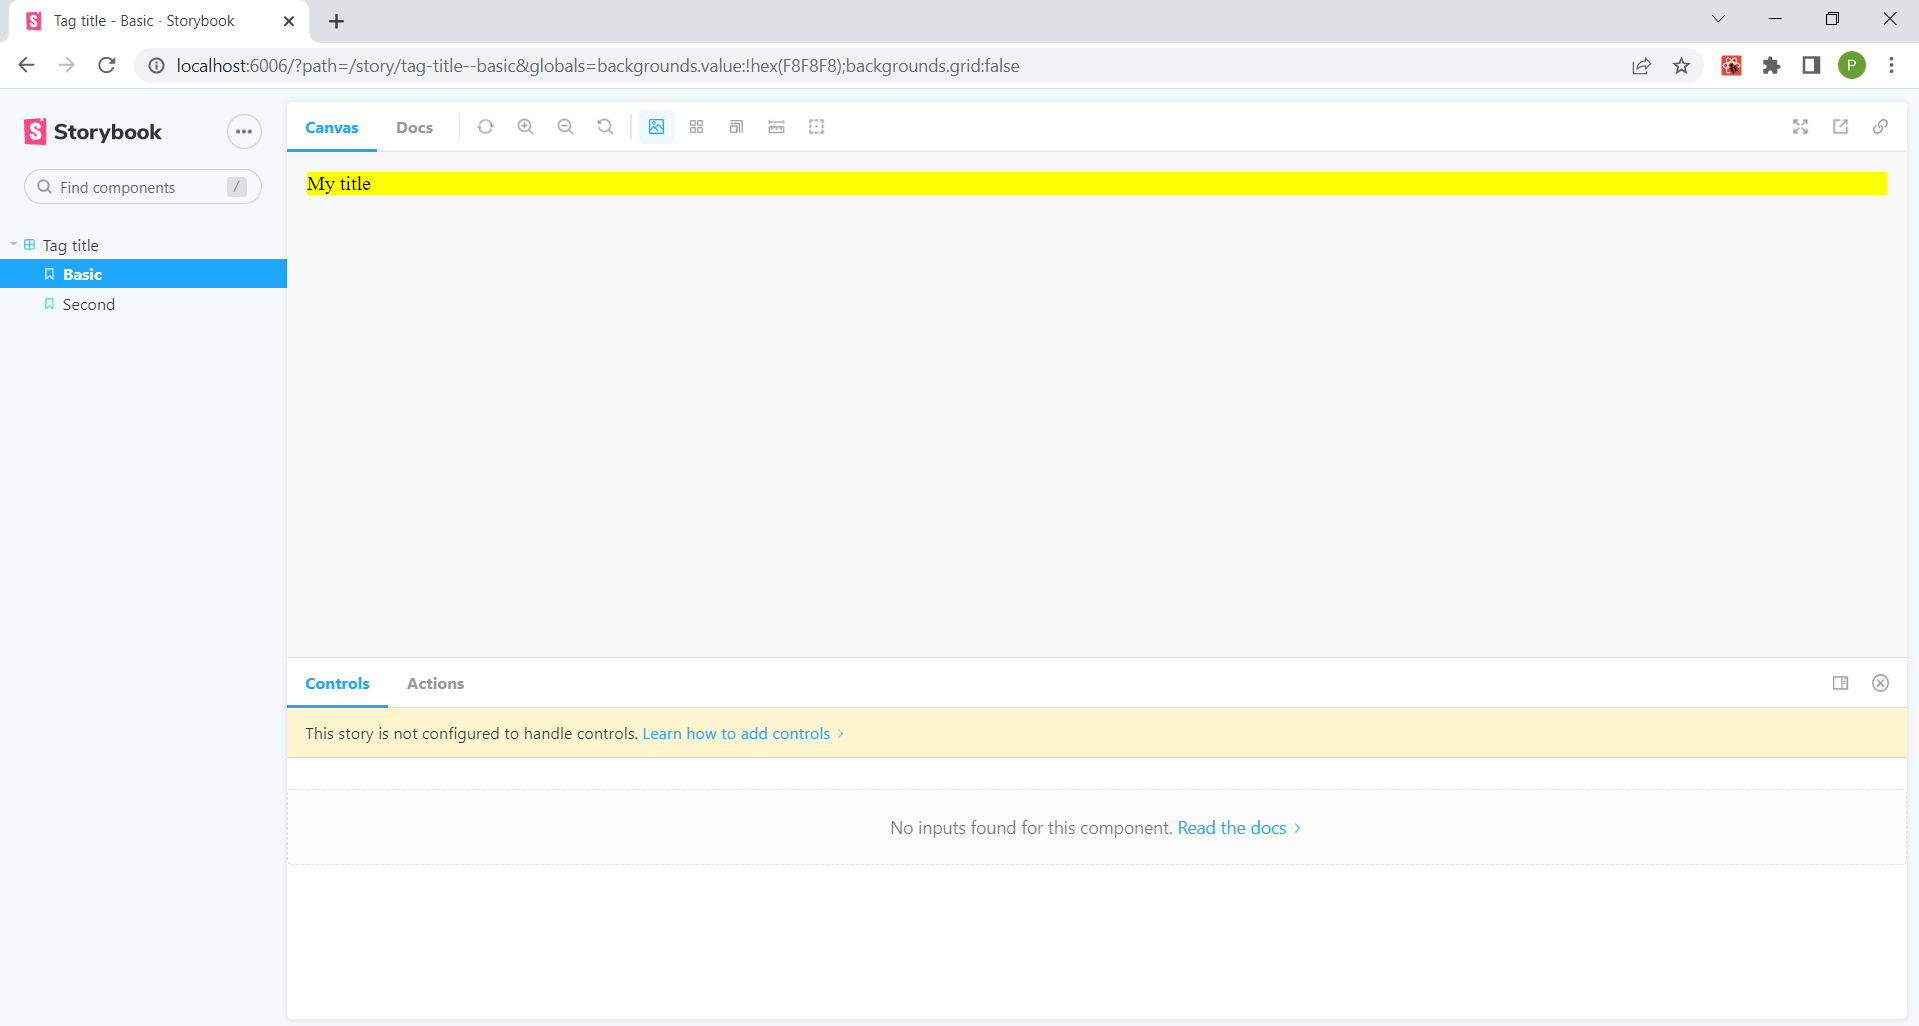 Tag title - Basic · Storybook
localhost:6006/?path=/story/tag-title--basic&globals=backgrounds.value:!hex(F8F8F8);backgrounds.grid:false
P
S Storybook
Find components /
Tag title
Basic
Second
Canvas Docs
My title
Controls Actions
This story is not configured to handle controls. Learn how to add controls
No inputs found for this component. Read the docs